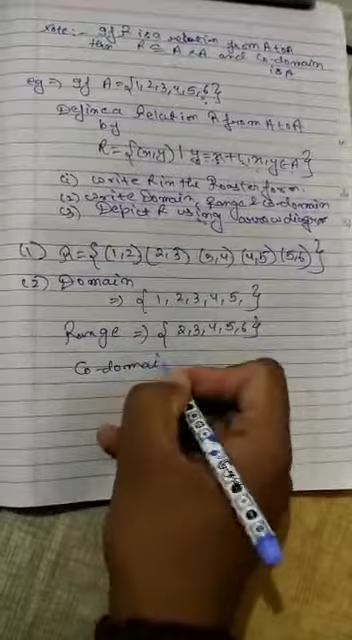 Note:- If R is a relation from A to A
then R ⊆ A x A and Co-domain
is A
eg => If A = {1,2,3,4,5,6}
Define a Relation R from A to A
by
R = {(x,y) | y = x+1, x,y ∈ A}
(1) write R in the Roaster form.
(2) write Domain, Range & Co-domain
(3) Depict R using arrow diagram
(1) R = {(1,2) (2,3) (3,4) (4,5) (5,6)}
(2) Domain
=> { 1, 2, 3, 4, 5, }
Range => { 2,3,4,5,6}
Co-domai